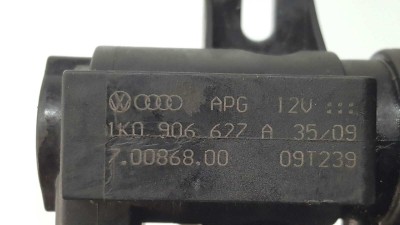 APG 12V
1K0 906 627 A 35/09
7.00868.00 09T239